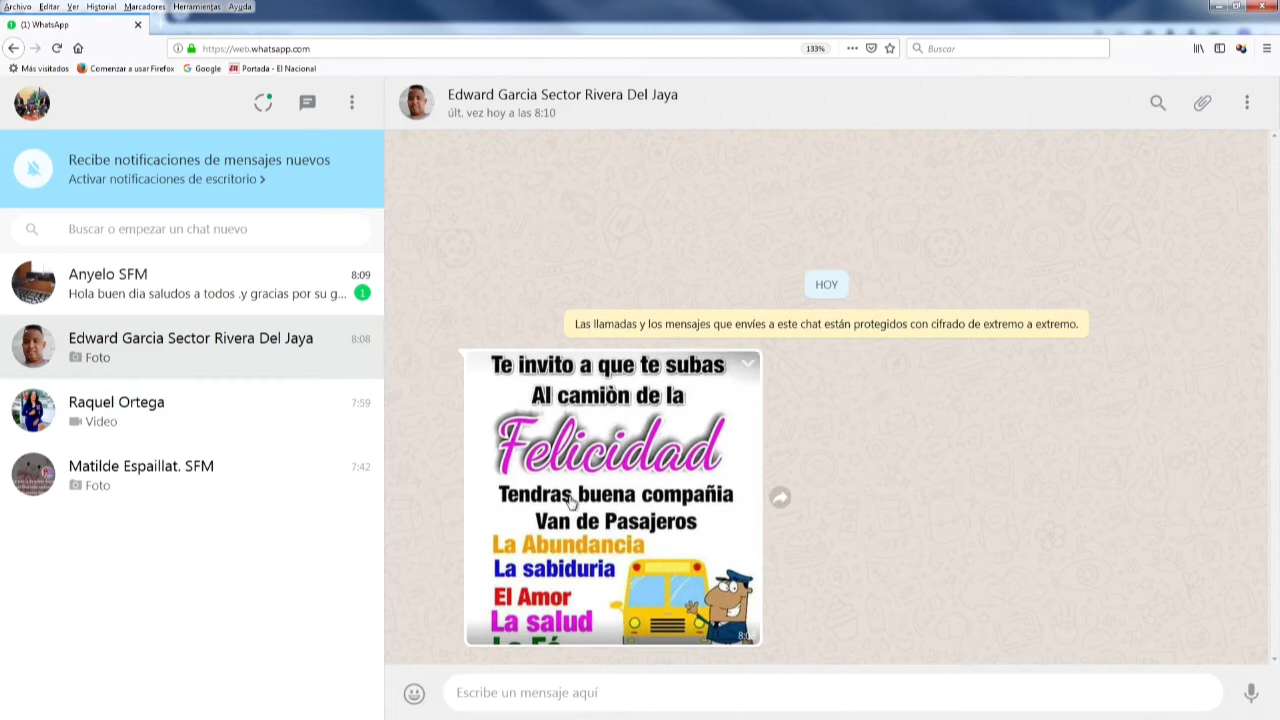 Archivo Editar Ver Historial Marcadores Herramientas Ayuda
(1) WhatsApp
https://web.whatsapp.com
133%
Buscar
Más visitados Comenzar a usar Firefox Google Portada - El Nacional
Edward Garcia Sector Rivera Del Jaya
últ. vez hoy a las 8:10
Recibe notificaciones de mensajes nuevos
Activar notificaciones de escritorio >
Buscar o empezar un chat nuevo
Anyelo SFM 8:09
Hola buen dia saludos a todos .y gracias por su g... 1
Edward Garcia Sector Rivera Del Jaya 8:08
Foto
Raquel Ortega 7:59
Video
Matilde Espaillat. SFM 7:42
Foto
HOY
Las llamadas y los mensajes que envíes a este chat están protegidos con cifrado de extremo a extremo.
Te invito a que te subas
Al camiòn de la
Felicidad
Tendras buena compañia
Van de Pasajeros
La Abundancia
La sabiduria
El Amor
La salud
Escribe un mensaje aquí